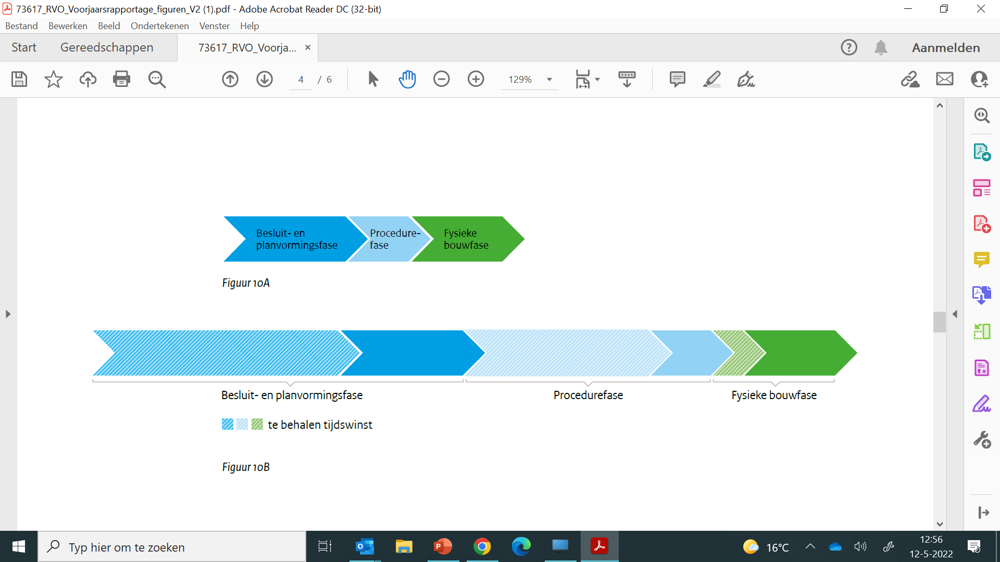 73617_RVO_Voorjaarsrapportage_figuren_V2 (1).pdf - Adobe Acrobat Reader DC (32-bit)
Bestand Bewerken Beeld Ondertekenen Venster Help
Start Gereedschappen 73617_RVO_Voorja... Aanmelden
4 / 6 129%
Besluit- en
planvormingsfase
Procedure-
fase
Fysieke
bouwfase
Figuur 10A
Besluit- en planvormingsfase Procedurefase Fysieke bouwfase
te behalen tijdswinst
Figuur 10B
Typ hier om te zoeken
16°C
12:56
12-5-2022